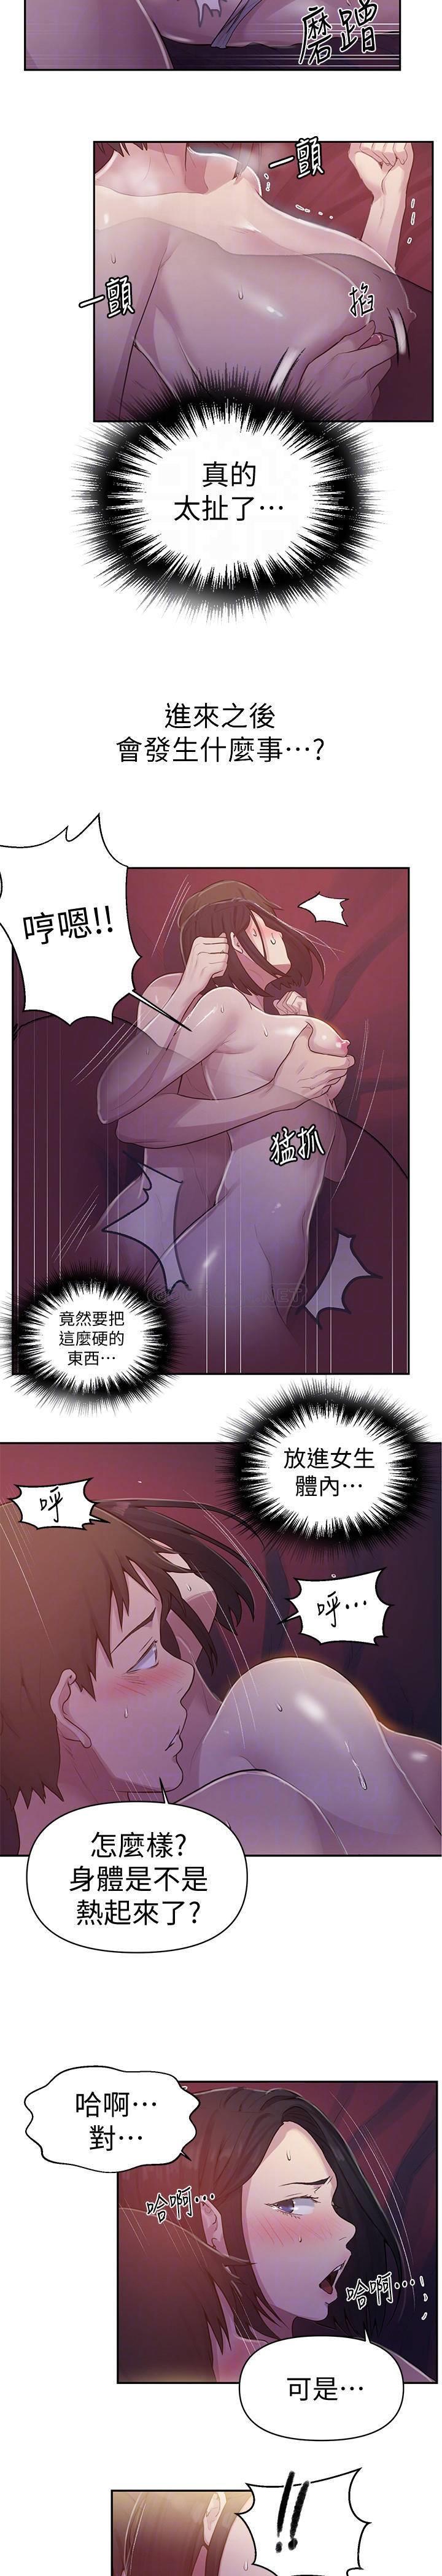 磨蹭
一顫
掐
一顫
真的
太扯了⋯
進來之後
會發生什麼事⋯?
哼嗯!!
猛抓
竟然要把
這麼硬的
東西⋯
放進女生
體內⋯
呼
呼⋯
怎麼樣?
身體是不是
熱起來了?
哈啊⋯
對⋯
哈啊⋯
哈啊⋯
可是⋯
!!